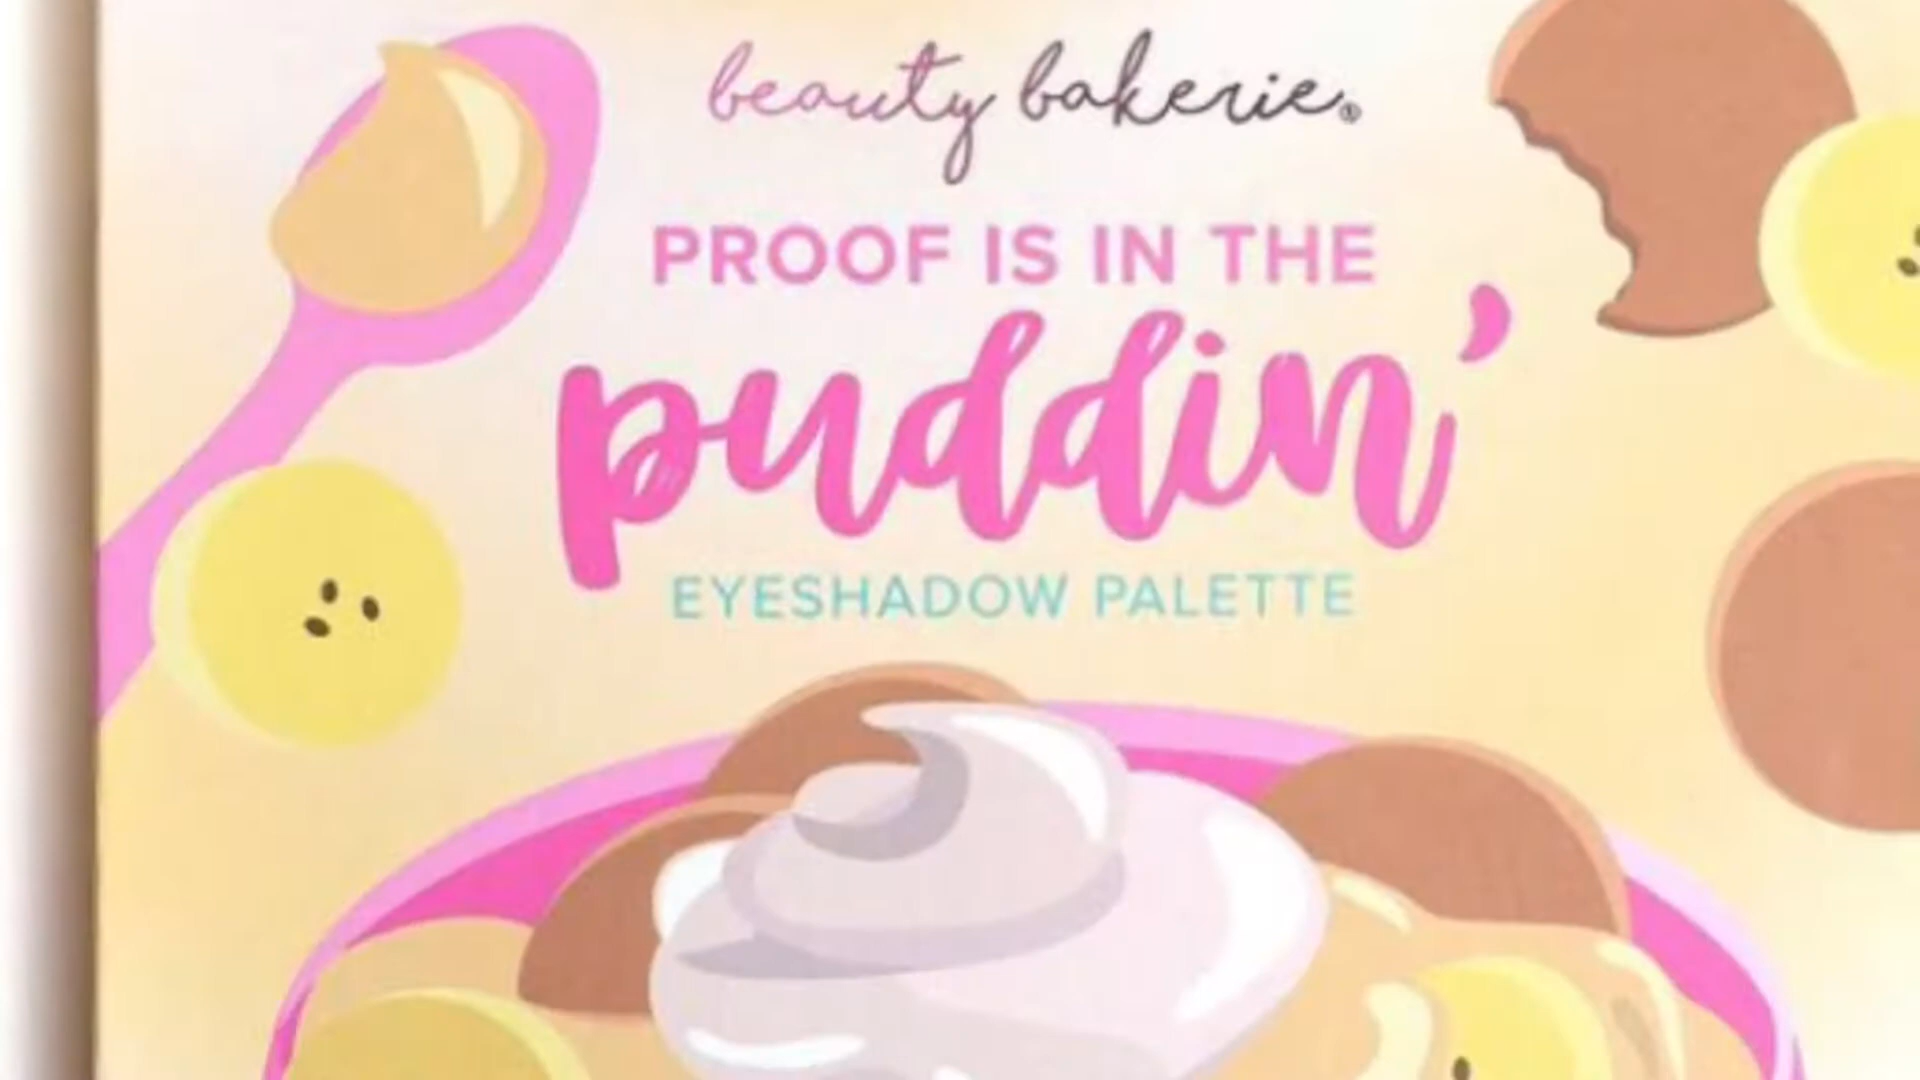 beauty bakerie®
PROOF IS IN THE
puddin’
EYESHADOW PALETTE